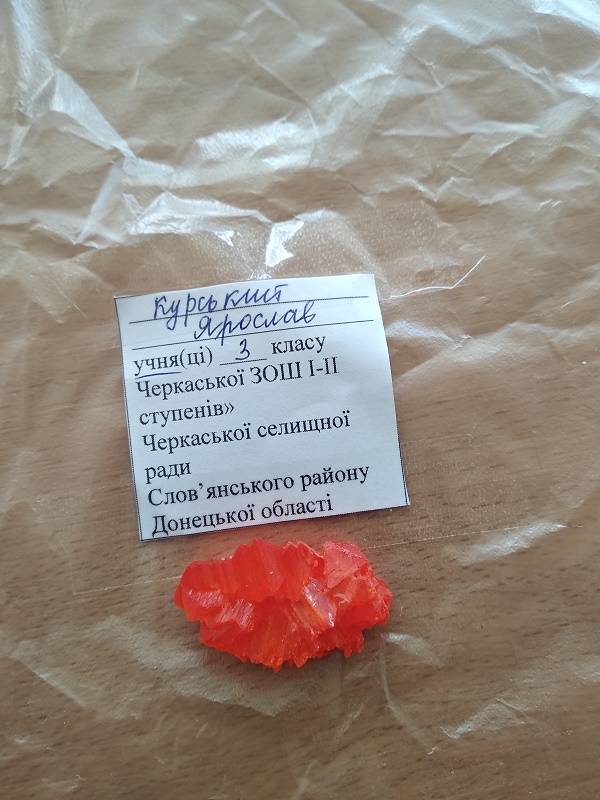 Курський
Ярослав
учня(ці) 3 класу
Черкаської ЗОШ І-ІІ
ступенів»
Черкаської селищної
ради
Слов’янського району
Донецької області